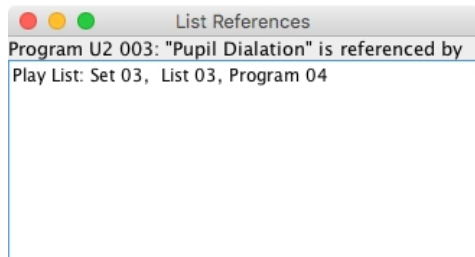 List References
Program U2 003: "Pupil Dialation" is referenced by
Play List: Set 03, List 03, Program 04